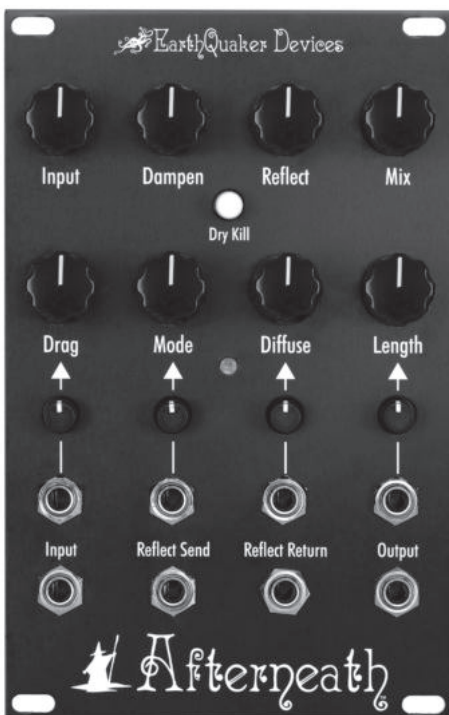 EarthQuaker Devices
Input Dampen Reflect Mix
Dry Kill
Drag Mode Diffuse Length
Input Reflect Send Reflect Return Output
Afterneath